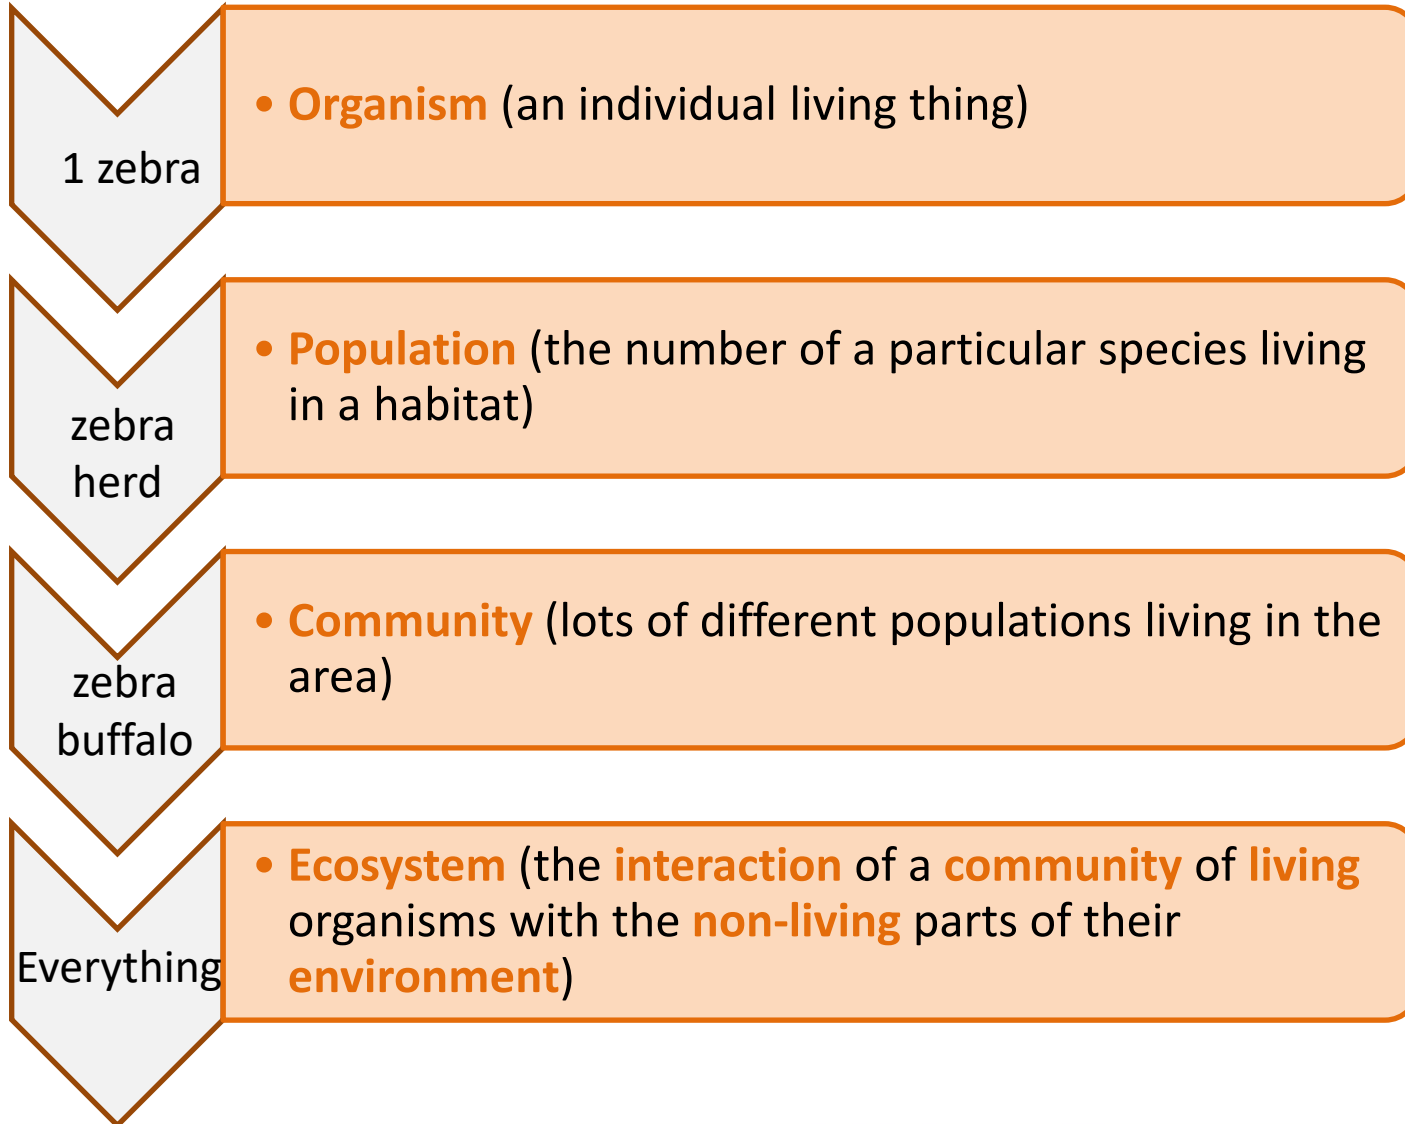 1 zebra
• Organism (an individual living thing)
zebra
herd
• Population (the number of a particular species living
in a habitat)
zebra
buffalo
• Community (lots of different populations living in the
area)
Everything
• Ecosystem (the interaction of a community of living
organisms with the non-living parts of their
environment)